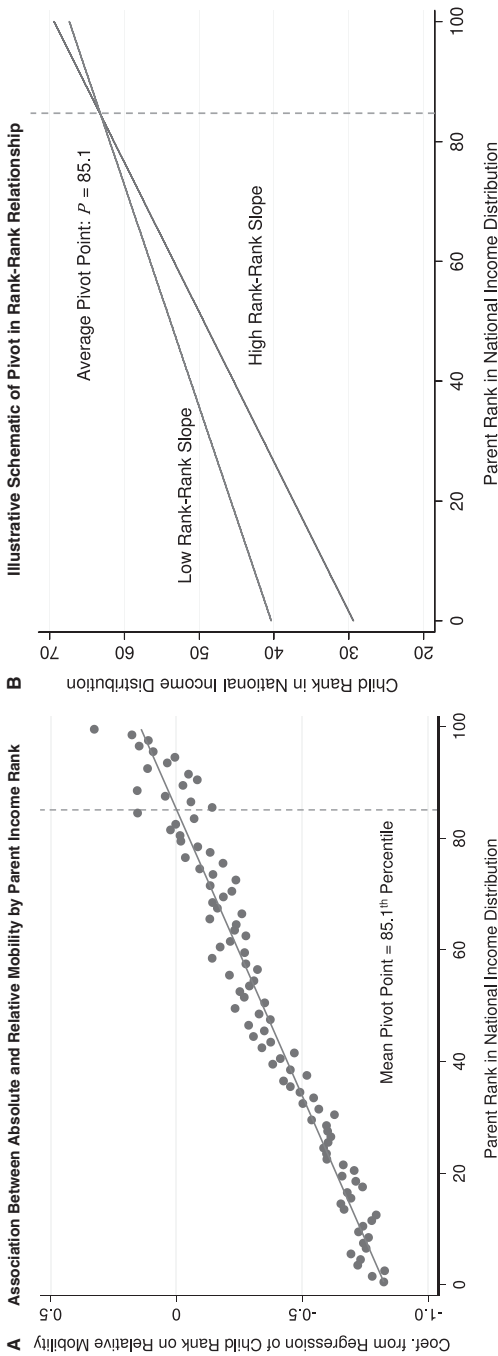 A Association Between Absolute and Relative Mobility by Parent Income Rank
Coef. from Regression of Child Rank on Relative Mobility
0.5
0
-0.5
-1.0
Mean Pivot Point = 85.1th Percentile
0 20 40 60 80 100
Parent Rank in National Income Distribution
B Illustrative Schematic of Pivot in Rank-Rank Relationship
Child Rank in National Income Distribution
70
60
50
40
30
20
Average Pivot Point: P = 85.1
Low Rank-Rank Slope
High Rank-Rank Slope
0 20 40 60 80 100
Parent Rank in National Income Distribution